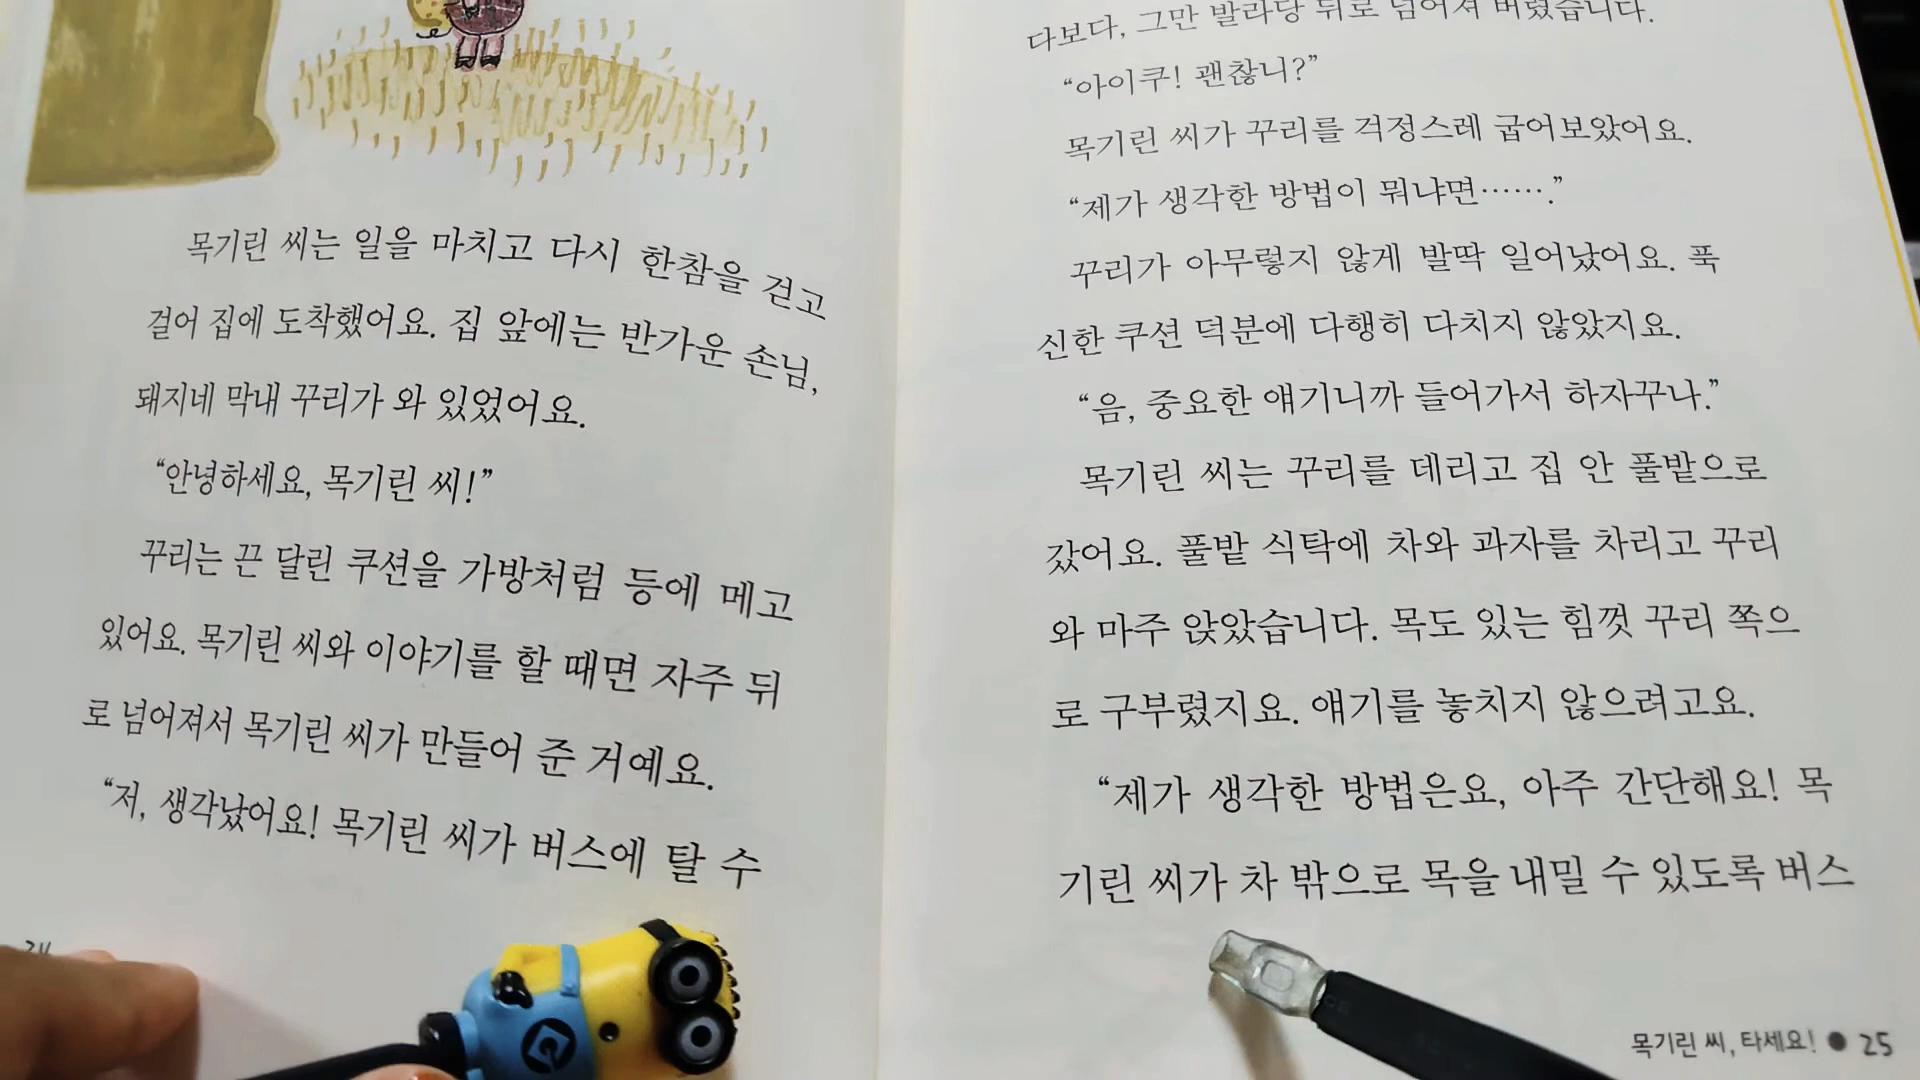 목기린 씨는 일을 마치고 다시 한참을 걷고
걸어 집에 도착했어요. 집 앞에는 반가운 손님,
돼지네 막내 꾸리가 와 있었어요.
“안녕하세요, 목기린 씨!”
꾸리는 끈 달린 쿠션을 가방처럼 등에 메고
있어요. 목기린 씨와 이야기를 할 때면 자주 뒤
로 넘어져서 목기린 씨가 만들어 준 거예요.
“저, 생각났어요! 목기린 씨가 버스에 탈 수
다보다, 그만 발라당 뒤로 넘어져 버렸습니다.
“아이쿠! 괜찮니?”
목기린 씨가 꾸리를 걱정스레 굽어보았어요.
“제가 생각한 방법이 뭐냐면…….”
꾸리가 아무렇지 않게 발딱 일어났어요. 푹
신한 쿠션 덕분에 다행히 다치지 않았지요.
“음, 중요한 얘기니까 들어가서 하자꾸나.”
목기린 씨는 꾸리를 데리고 집 안 풀밭으로
갔어요. 풀밭 식탁에 차와 과자를 차리고 꾸리
와 마주 앉았습니다. 목도 있는 힘껏 꾸리 쪽으
로 구부렸지요. 얘기를 놓치지 않으려고요.
“제가 생각한 방법은요, 아주 간단해요! 목
기린 씨가 차 밖으로 목을 내밀 수 있도록 버스
목기린 씨, 타세요! ● 25